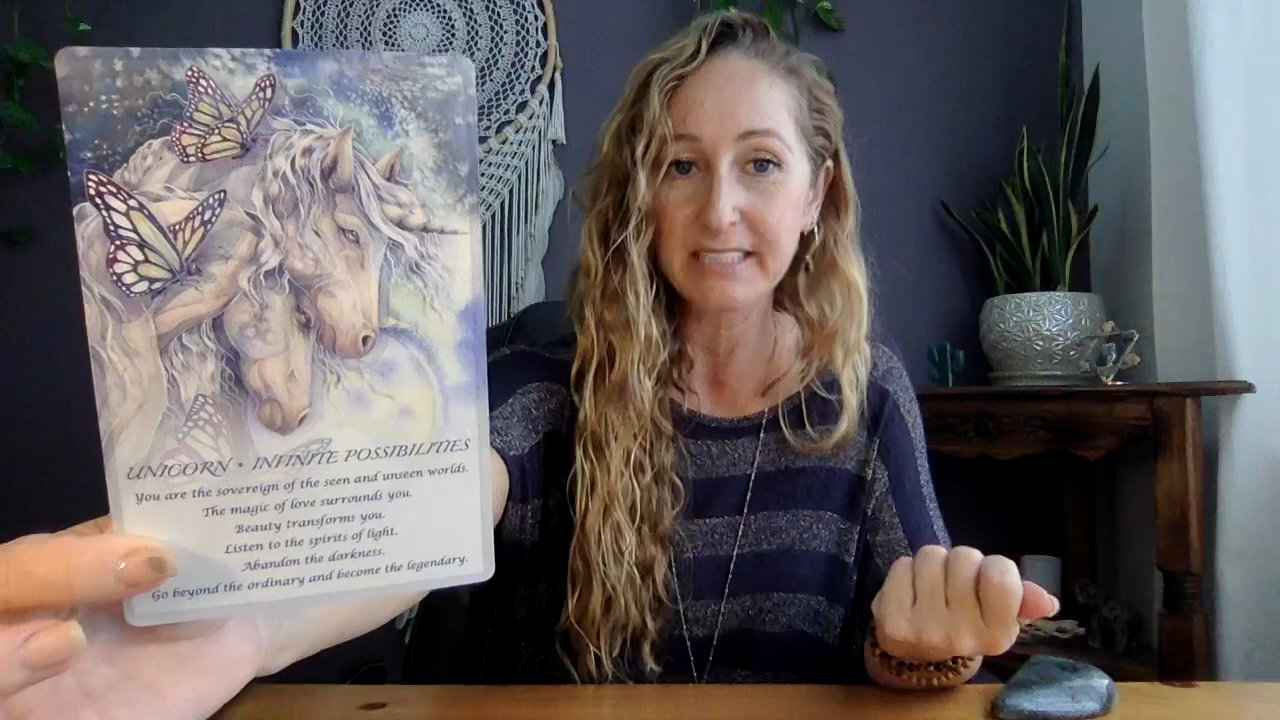 UNICORN • INFINITE POSSIBILITIES
You are the sovereign of the seen and unseen worlds.
The magic of love surrounds you.
Beauty transforms you.
Listen to the spirits of light.
Abandon the darkness.
Go beyond the ordinary and become the legendary.